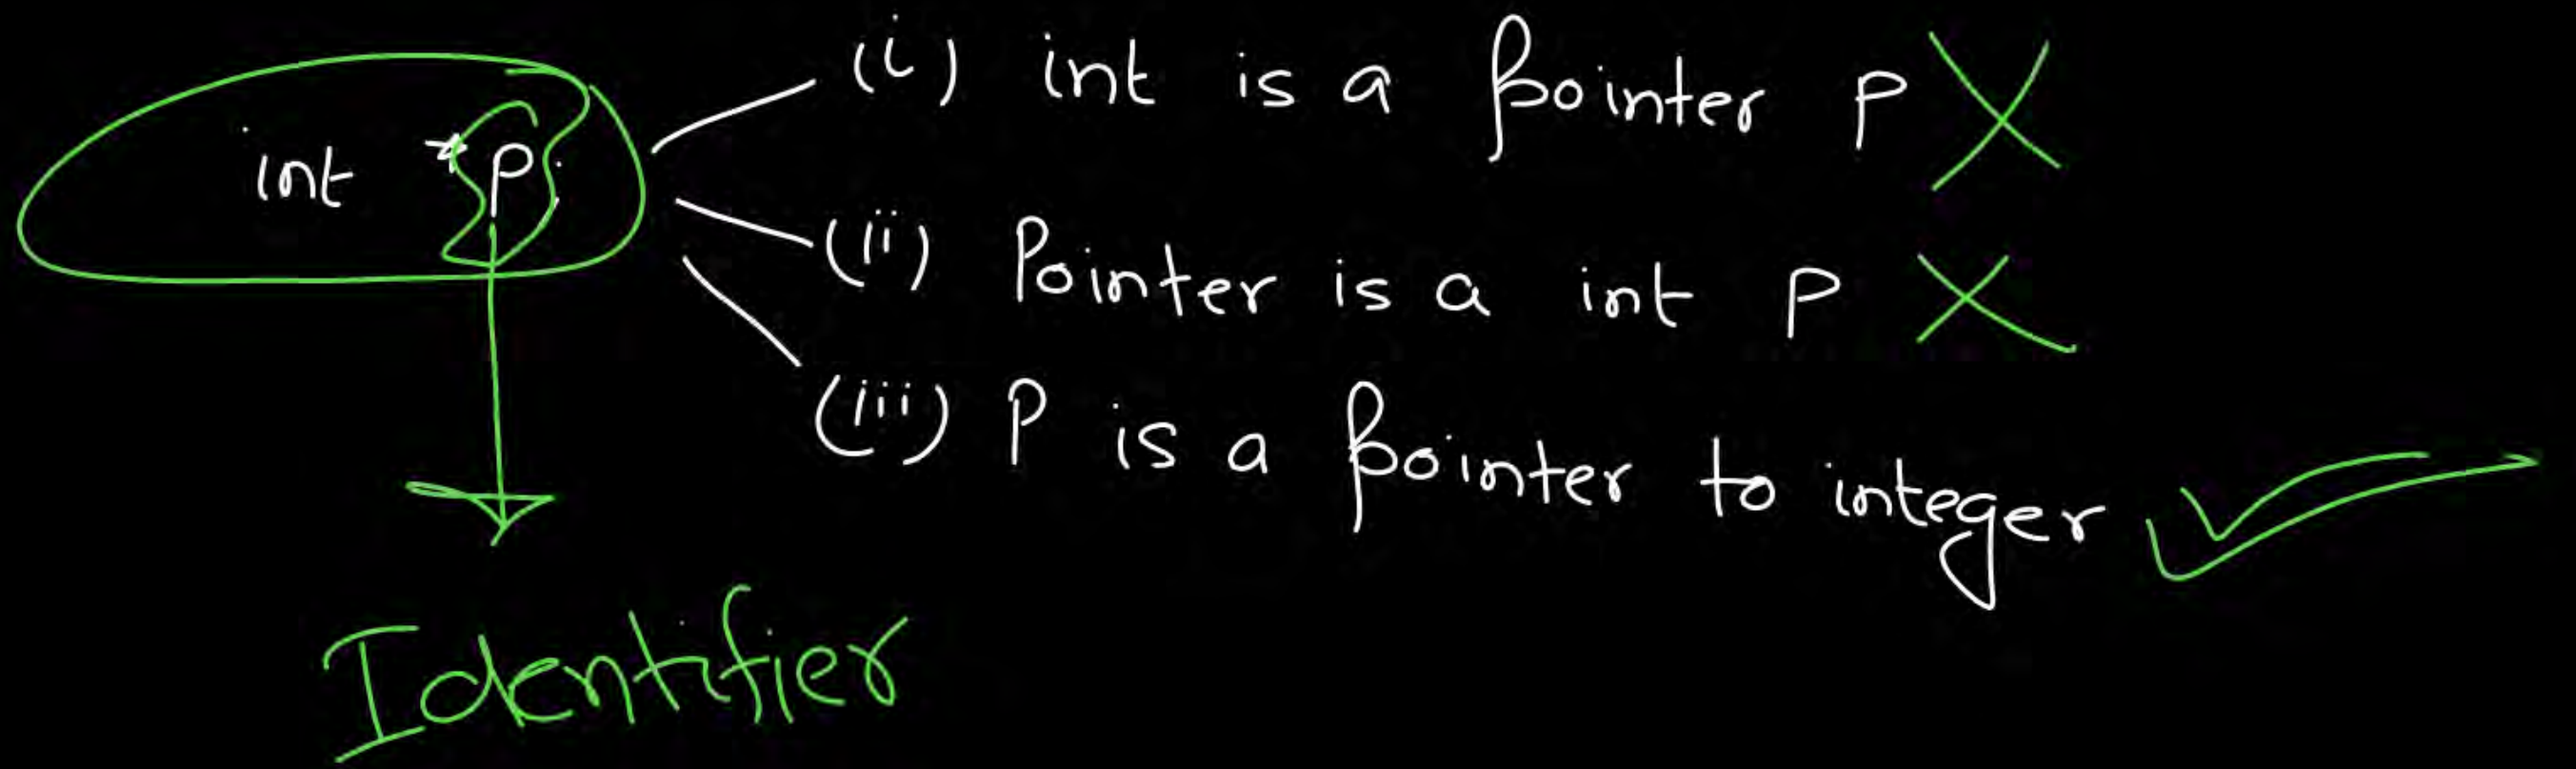 (i) int is a pointer p
int *p;
(ii) Pointer is a int p
(iii) P is a pointer to integer
Identifier